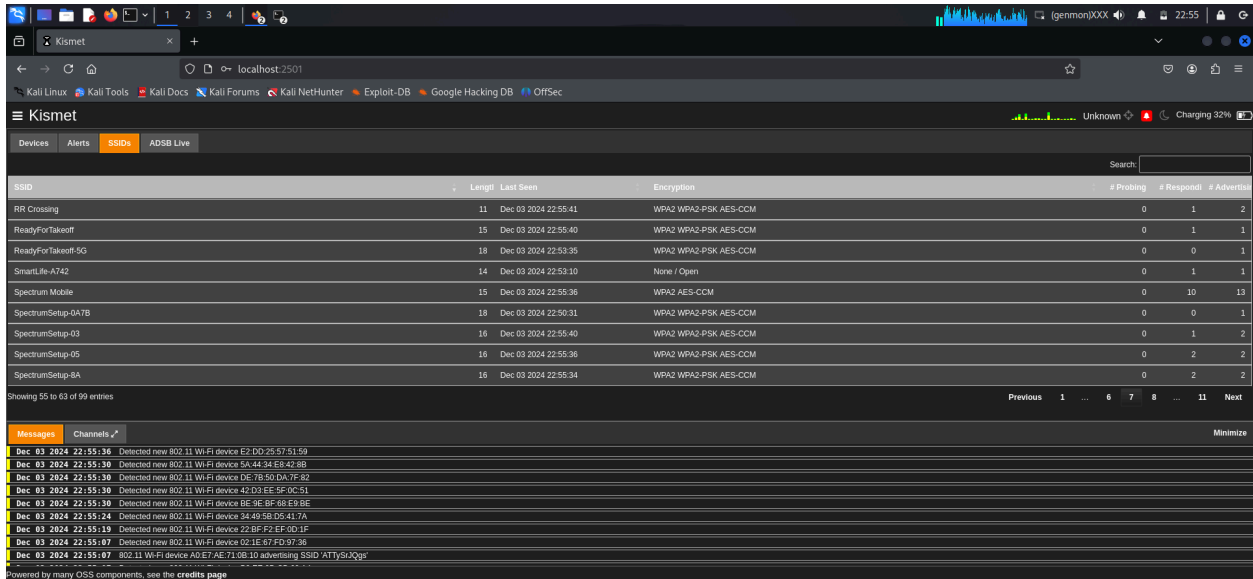 1 2 3 4 (genmon)XXX 22:55
Kismet
localhost:2501
Kali Linux Kali Tools Kali Docs Kali Forums Kali NetHunter Exploit-DB Google Hacking DB OffSec
Kismet Unknown Charging 32%
Devices Alerts SSIDs ADSB Live
Search:
SSID Lengtl Last Seen Encryption # Probing # Respondi # Advertisin
RR Crossing 11 Dec 03 2024 22:55:41 WPA2 WPA2-PSK AES-CCM 0 1 2
ReadyForTakeoff 15 Dec 03 2024 22:55:40 WPA2 WPA2-PSK AES-CCM 0 1 1
ReadyForTakeoff-5G 18 Dec 03 2024 22:53:35 WPA2 WPA2-PSK AES-CCM 0 0 1
SmartLife-A742 14 Dec 03 2024 22:53:10 None / Open 0 1 1
Spectrum Mobile 15 Dec 03 2024 22:55:36 WPA2 AES-CCM 0 10 13
SpectrumSetup-0A7B 18 Dec 03 2024 22:50:31 WPA2 WPA2-PSK AES-CCM 0 0 1
SpectrumSetup-03 16 Dec 03 2024 22:55:40 WPA2 WPA2-PSK AES-CCM 0 1 2
SpectrumSetup-05 16 Dec 03 2024 22:55:36 WPA2 WPA2-PSK AES-CCM 0 2 2
SpectrumSetup-8A 16 Dec 03 2024 22:55:34 WPA2 WPA2-PSK AES-CCM 0 2 2
Showing 55 to 63 of 99 entries Previous 1 ... 6 7 8 ... 11 Next
Messages Channels Minimize
Dec 03 2024 22:55:36 Detected new 802.11 Wi-Fi device E2:DD:25:57:51:59
Dec 03 2024 22:55:30 Detected new 802.11 Wi-Fi device 5A:44:34:E8:42:8B
Dec 03 2024 22:55:30 Detected new 802.11 Wi-Fi device DE:7B:50:DA:7F:82
Dec 03 2024 22:55:30 Detected new 802.11 Wi-Fi device 42:D3:EE:5F:0C:51
Dec 03 2024 22:55:30 Detected new 802.11 Wi-Fi device BE:9E:BF:68:E9:BE
Dec 03 2024 22:55:24 Detected new 802.11 Wi-Fi device 34:49:5B:D5:41:7A
Dec 03 2024 22:55:19 Detected new 802.11 Wi-Fi device 22:BF:F2:EF:0D:1F
Dec 03 2024 22:55:07 Detected new 802.11 Wi-Fi device 02:1E:67:FD:97:36
Dec 03 2024 22:55:07 802.11 Wi-Fi device A0:E7:AE:71:0B:10 advertising SSID 'ATTySrJQgs'
Powered by many OSS components, see the credits page